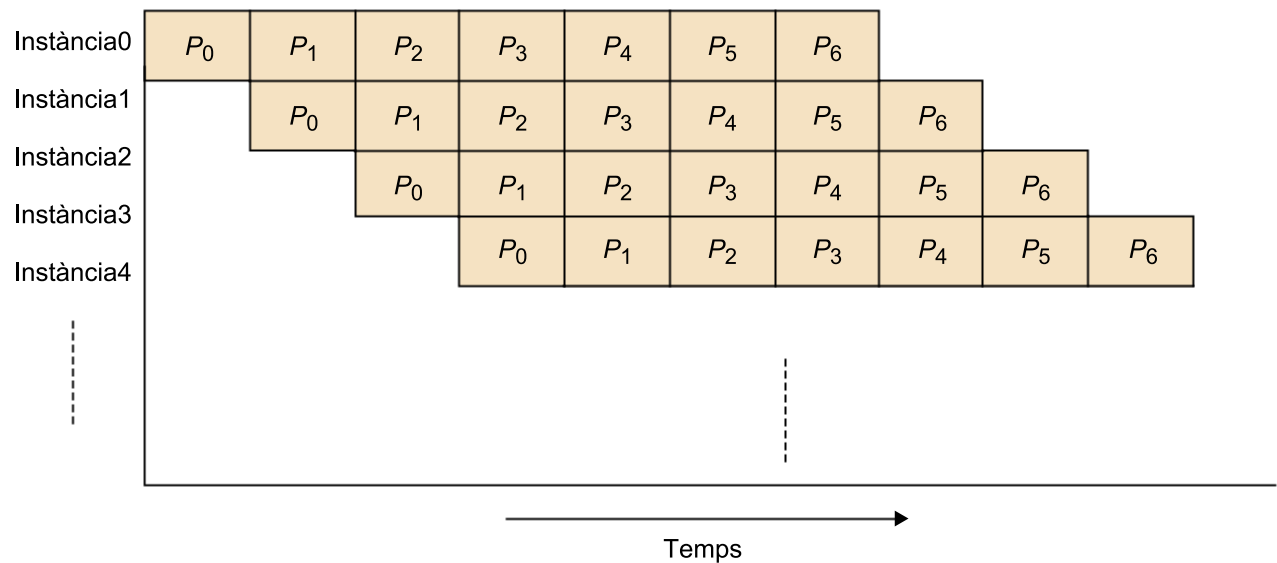 Instància0 P0 P1 P2 P3 P4 P5 P6
Instància1 P0 P1 P2 P3 P4 P5 P6
Instància2 P0 P1 P2 P3 P4 P5 P6
Instància3 P0 P1 P2 P3 P4 P5 P6
Instància4
Temps